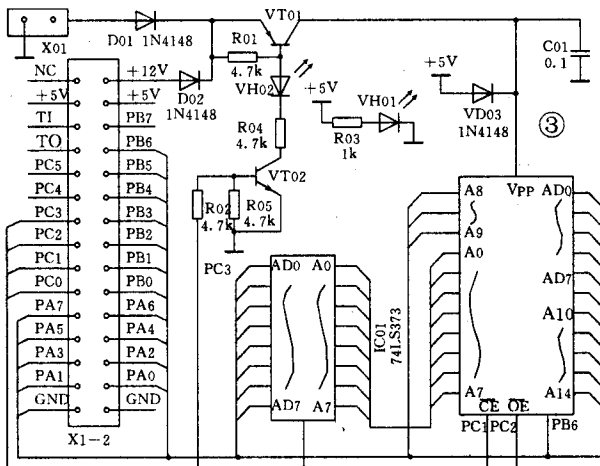 X01
D01 1N4148
VT01
R01
4.7k
C01
0.1
NC
+12V
D02
1N4148
VH02
+5V
VH01
R03
1k
+5V
VD03
1N4148
③
+5V
+5V
TI
PB7
TO
PB6
R04
4.7k
PC5
PB5
VT02
PC4
PB4
R02
4.7k
R05
4.7k
PC3
PB3
PC2
PB2
PC1
PB1
PC0
PB0
PA7
PA6
PA5
PA4
PA3
PA2
PA1
PA0
GND
GND
X1-2
PC3
AD0
A0
AD7
A7
IC01
74LS373
A8
VPP
AD0
A9
A0
AD7
A10
A7
A14
CE
OE
PC1
PC2
PB6